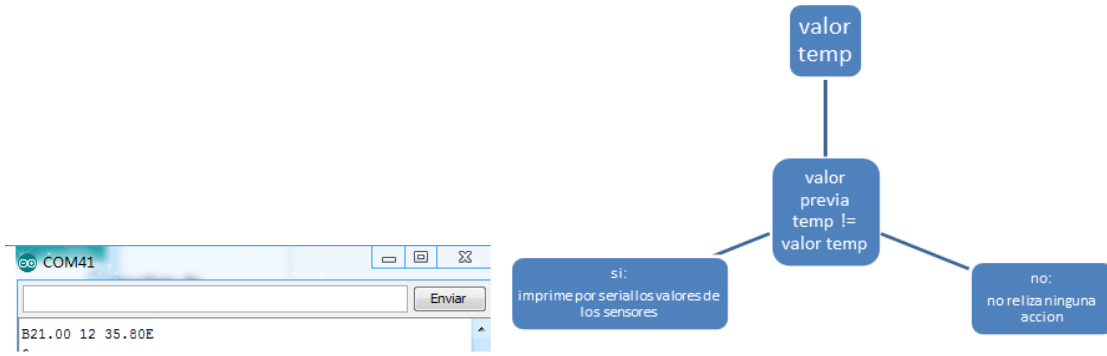 valor
temp
valor
previa
temp !=
valor temp
si:
imprime por serial los valores de
los sensores
no:
no reliza ninguna
accion
COM41
Enviar
B21.00 12 35.80E